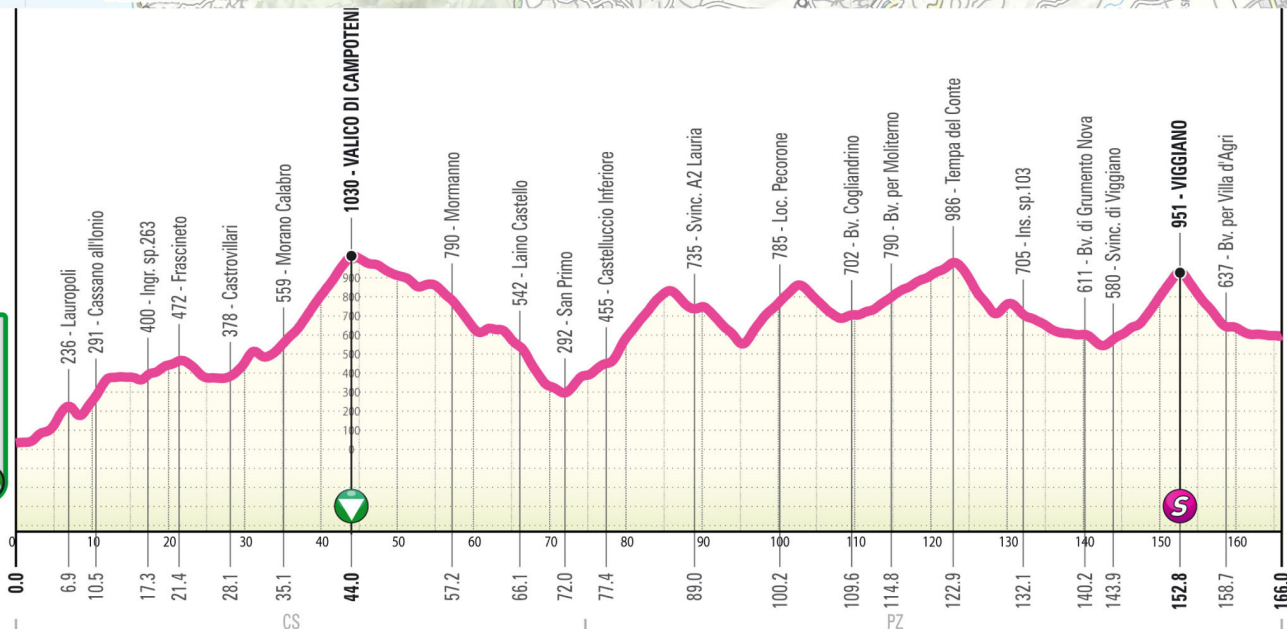 236 - Lauropoli
291 - Cassano all'Ionio
400 - Ingr. sp.263
472 - Frascineto
378 - Castrovillari
559 - Morano Calabro
1030 - VALICO DI CAMPOTENE
790 - Mormanno
542 - Laino Castello
292 - San Primo
455 - Castelluccio Inferiore
735 - Svinc. A2 Lauria
785 - Loc. Pecorone
702 - Bv. Cogliandrino
790 - Bv. per Moliterno
986 - Tempa del Conte
705 - Ins. sp.103
611 - Bv. di Grumento Nova
580 - Svinc. di Viggiano
951 - VIGGIANO
637 - Bv. per Villa d'Agri
900
800
700
600
500
400
300
200
100
0
S
0 10 20 30 40 50 60 70 80 90 100 110 120 130 140 150 160
0.0 6.9 10.5 17.3 21.4 28.1 35.1 44.0 57.2 66.1 72.0 77.4 89.0 100.2 109.6 114.8 122.9 132.1 140.2 143.9 152.8 158.7 166.0
CS PZ